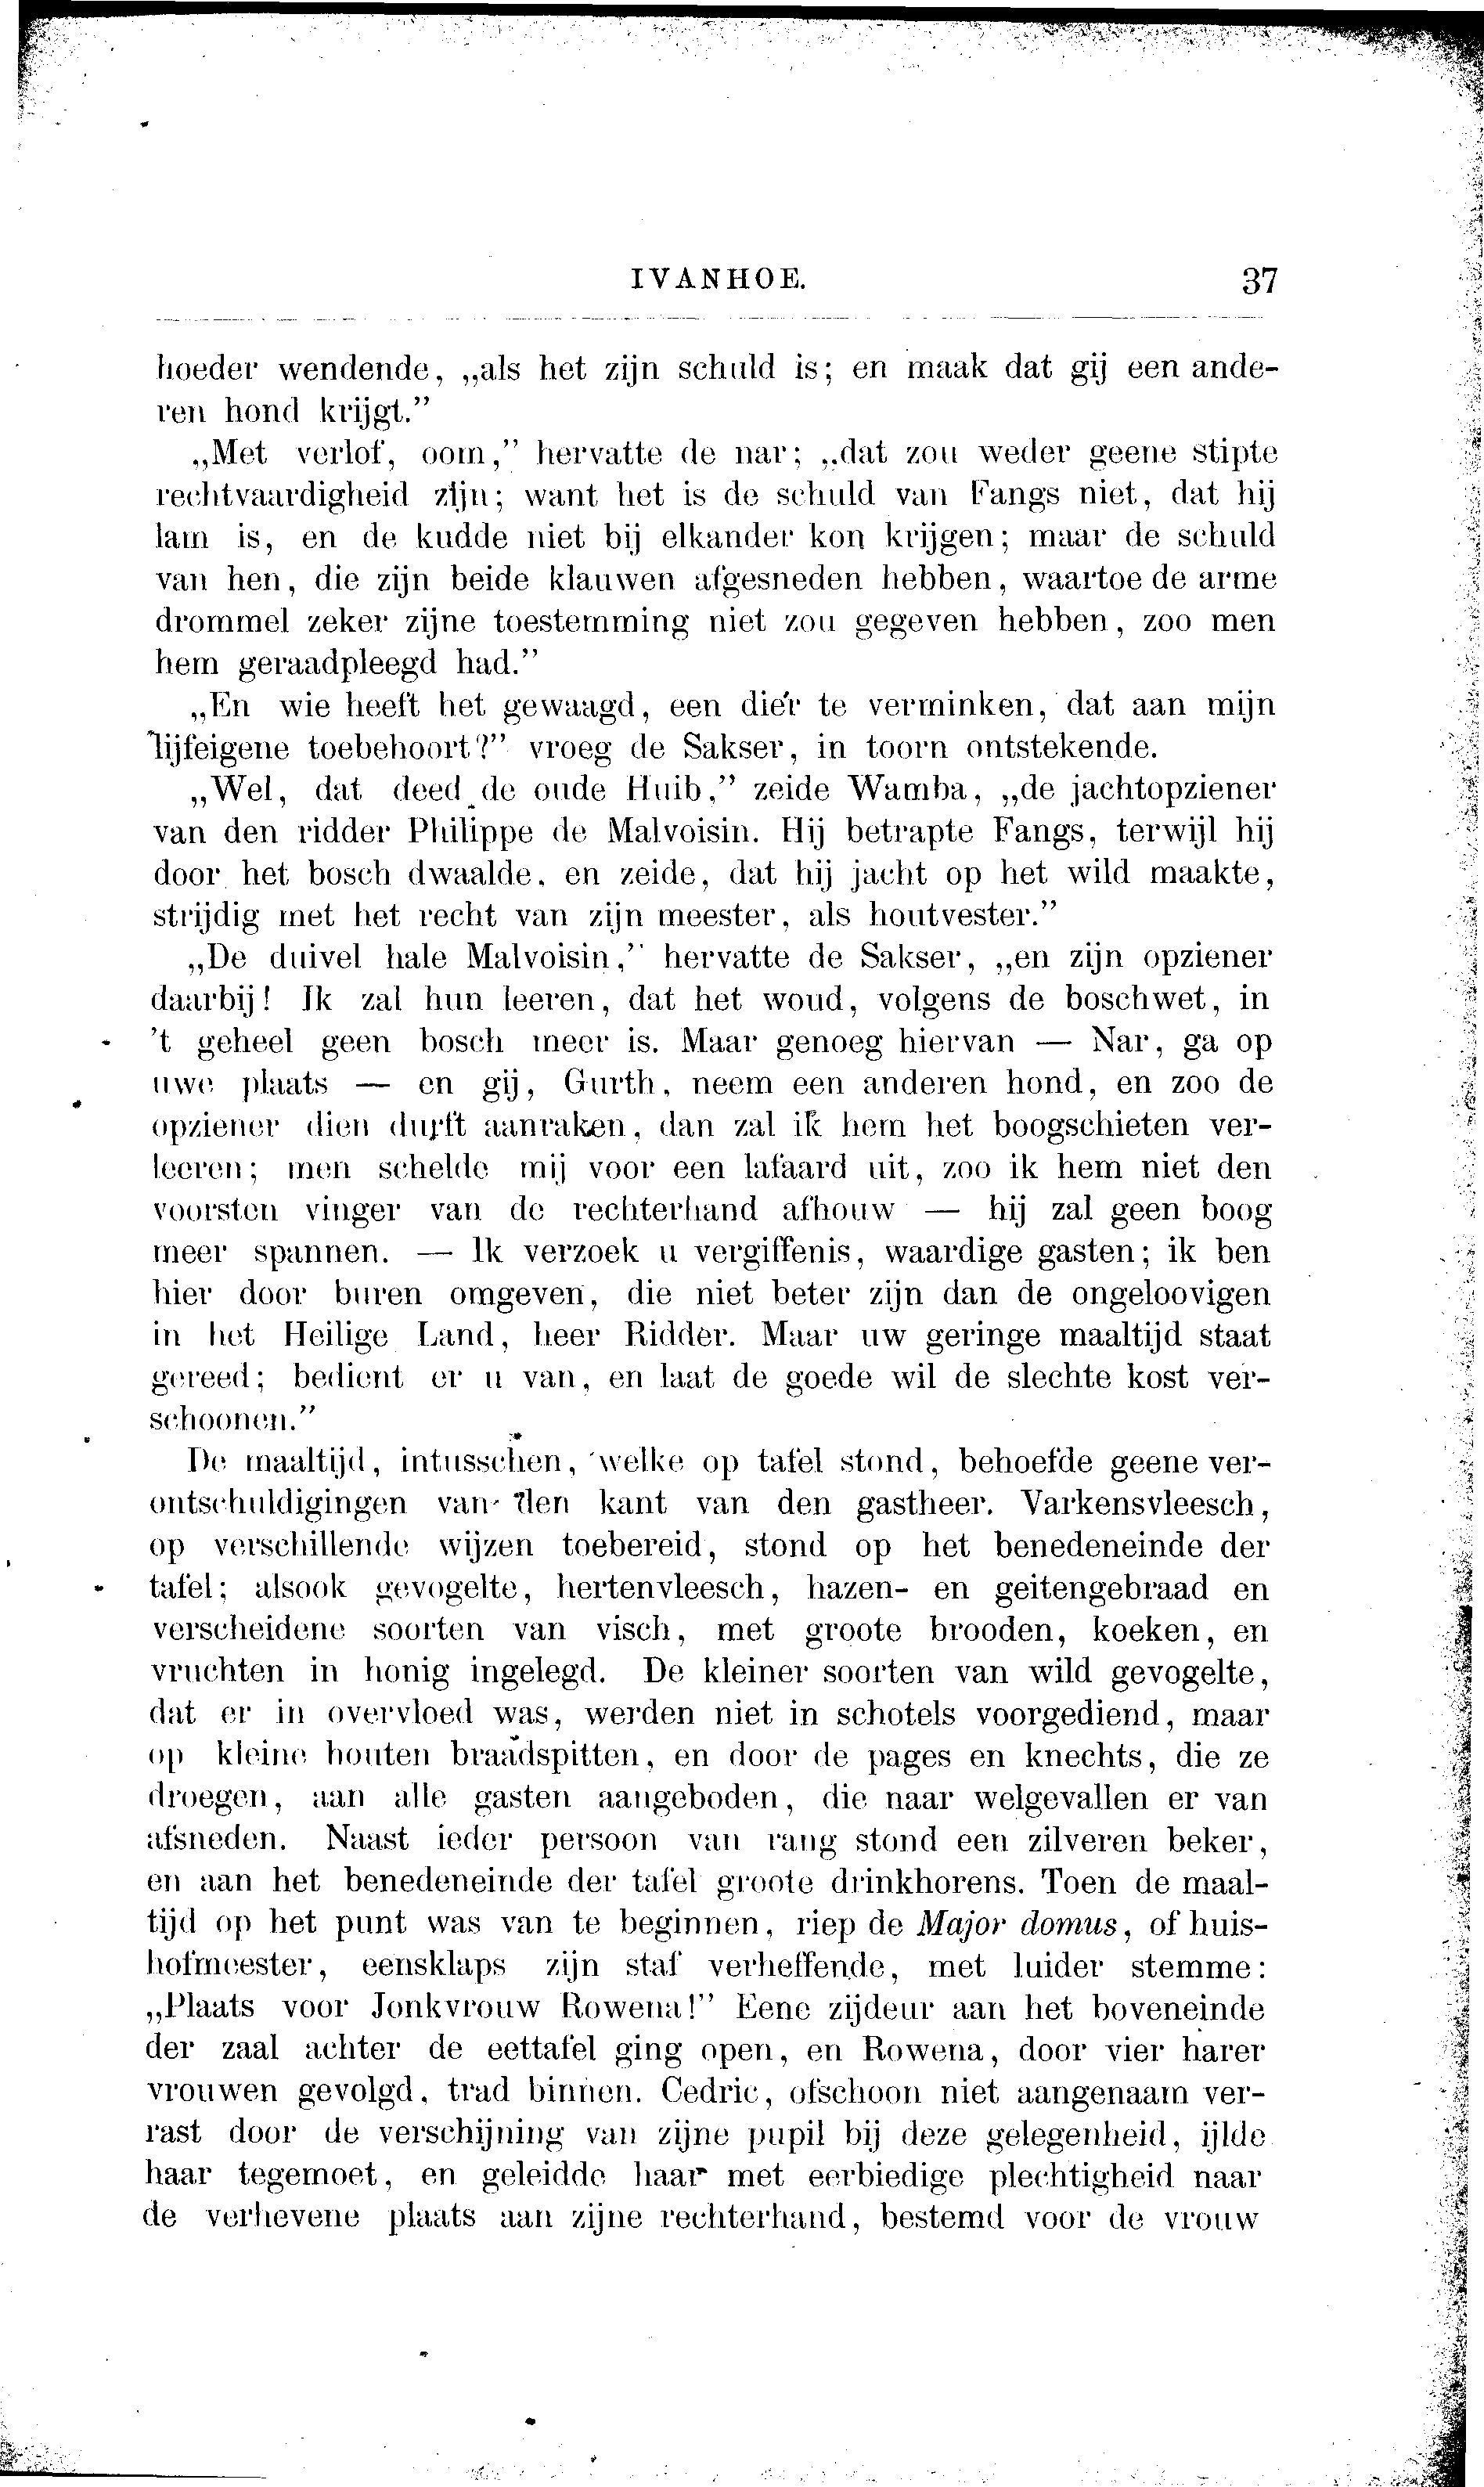 IVANHOE. 37
hoeder wendende, „als het zijn schuld is; en maak dat gij een ande-
ren hond krijgt.”
„Met verlof, oom,” hervatte de nar; „dat zou weder geene stipte
rechtvaardigheid zijn; want het is de schuld van Fangs niet, dat hij
lam is, en de kudde niet bij elkander kon krijgen; maar de schuld
van hen, die zijn beide klauwen afgesneden hebben, waartoe de arme
drommel zeker zijne toestemming niet zou gegeven hebben, zoo men
hem geraadpleegd had.”
„En wie heeft het gewaagd, een dier te verminken, dat aan mijn
lijfeigene toebehoort?” vroeg de Sakser, in toorn ontstekende.
„Wel, dat deed de oude Huib,” zeide Wamba, „de jachtopziener
van den ridder Philippe de Malvoisin. Hij betrapte Fangs, terwijl hij
door het bosch dwaalde, en zeide, dat hij jacht op het wild maakte,
strijdig met het recht van zijn meester, als houtvester.”
„De duivel hale Malvoisin,” hervatte de Sakser, „en zijn opziener
daarbij! Ik zal hun leeren, dat het woud, volgens de boschwet, in
’t geheel geen bosch meer is. Maar genoeg hiervan — Nar, ga op
uwe plaats — en gij, Gurth, neem een anderen hond, en zoo de
opziener dien durft aanraken, dan zal ik hem het boogschieten ver-
leeren; men schelde mij voor een lafaard uit, zoo ik hem niet den
voorsten vinger van de rechterhand afhouw — hij zal geen boog
meer spannen. — Ik verzoek u vergiffenis, waardige gasten; ik ben
hier door buren omgeven, die niet beter zijn dan de ongeloovigen
in het Heilige Land, heer Ridder. Maar uw geringe maaltijd staat
gereed; bedient er u van, en laat de goede wil de slechte kost ver-
schoonen.”
De maaltijd, intusschen, welke op tafel stond, behoefde geene ver-
ontschuldigingen van den kant van den gastheer. Varkensvleesch,
op verschillende wijzen toebereid, stond op het benedeneinde der
tafel; alsook gevogelte, hertenvleesch, hazen- en geitengebraad en
verscheidene soorten van visch, met groote brooden, koeken, en
vruchten in honig ingelegd. De kleiner soorten van wild gevogelte,
dat er in overvloed was, werden niet in schotels voorgediend, maar
op kleine houten braadspitten, en door de pages en knechts, die ze
droegen, aan alle gasten aangeboden, die naar welgevallen er van
afsneden. Naast ieder persoon van rang stond een zilveren beker,
en aan het benedeneinde der tafel groote drinkhorens. Toen de maal-
tijd op het punt was van te beginnen, riep de Major domus, of huis-
hofmeester, eensklaps zijn staf verheffende, met luider stemme:
„Plaats voor Jonkvrouw Rowena!” Eene zijdeur aan het boveneinde
der zaal achter de eettafel ging open, en Rowena, door vier harer
vrouwen gevolgd, trad binnen. Cedric, ofschoon niet aangenaam ver-
rast door de verschijning van zijne pupil bij deze gelegenheid, ijlde
haar tegemoet, en geleidde haar met eerbiedige plechtigheid naar
de verhevene plaats aan zijne rechterhand, bestemd voor de vrouw